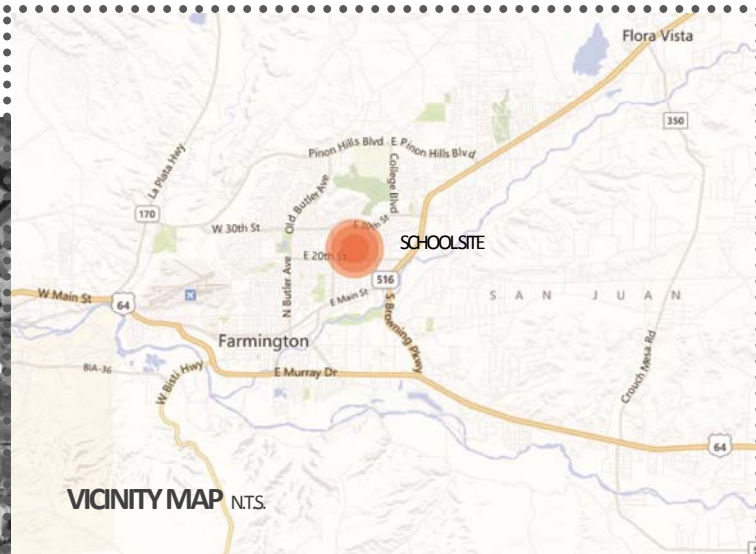 Flora Vista
350
Pinon Hills Blvd
E Pinon Hills Blvd
La Plata Hwy
Old Butler Ave
College Blvd
170
W 30th St
E 30th St
SCHOOLSITE
E 20th St
516
W Main St
64
N Butler Ave
E Main St
S Browning Pkwy
SAN JUAN
Farmington
BIA-36
W Bisti Hwy
E Murray Dr
Crouch Mesa Rd
64
VICINITY MAP N.T.S.